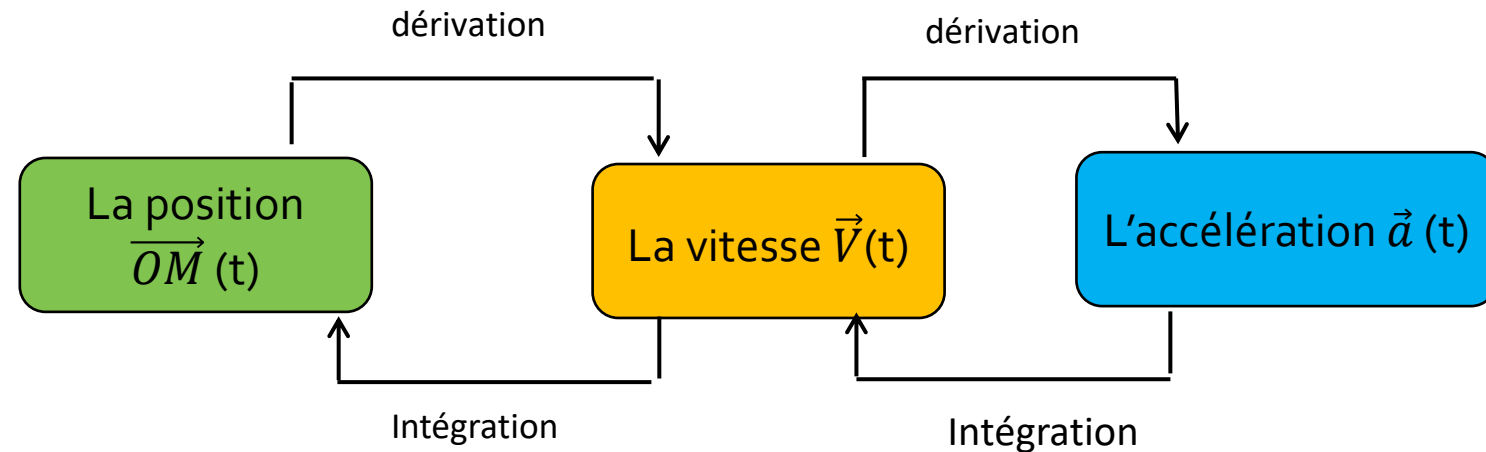 dérivation
dérivation
La position
$\overrightarrow{OM}$ (t)
La vitesse $\vec{V}$(t)
L'accélération $\vec{a}$ (t)
Intégration
Intégration